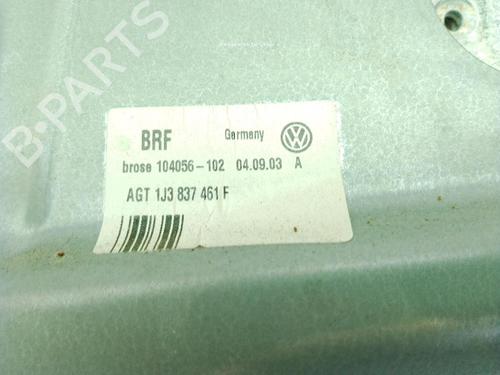 B-PARTS
BRF Germany
brose 104056-102 04.09.03 A
AGT 1J3 837 461 F